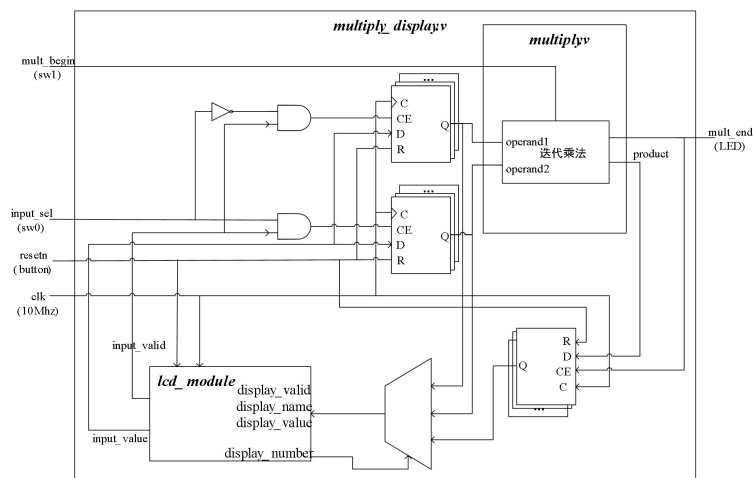 multiply_display.v
multiply.v
mult_begin
(sw1)
...
C
CE
D
R
Q
operand1
operand2
迭代乘法
product
mult_end
(LED)
input_sel
(sw0)
...
C
CE
D
R
Q
resetn
(button)
clk
(10Mhz)
input_valid
input_value
lcd_module
display_valid
display_name
display_value
display_number
R
D
CE
C
Q
...